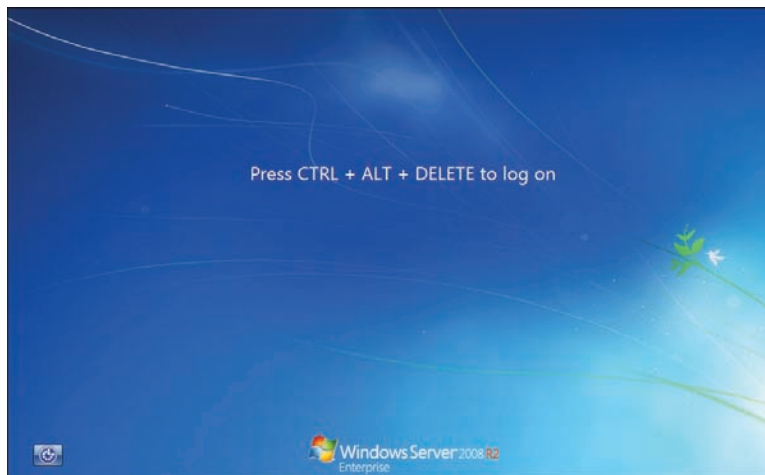 Press CTRL + ALT + DELETE to log on
Windows Server 2008 R2
Enterprise